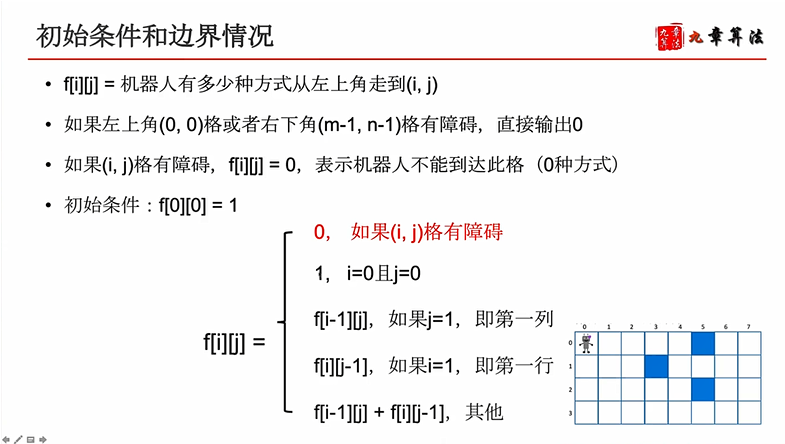 初始条件和边界情况
九章算法
九章算法
• f[i][j] = 机器人有多少种方式从左上角走到(i, j)
• 如果左上角(0, 0)格或者右下角(m-1, n-1)格有障碍，直接输出0
• 如果(i, j)格有障碍，f[i][j] = 0，表示机器人不能到达此格（0种方式）
• 初始条件：f[0][0] = 1
f[i][j] =
0， 如果(i, j)格有障碍
1，i=0且j=0
f[i-1][j]，如果j=1，即第一列
f[i][j-1]，如果i=1，即第一行
f[i-1][j] + f[i][j-1]，其他
0 1 2 3 4 5 6 7
0
1
2
3